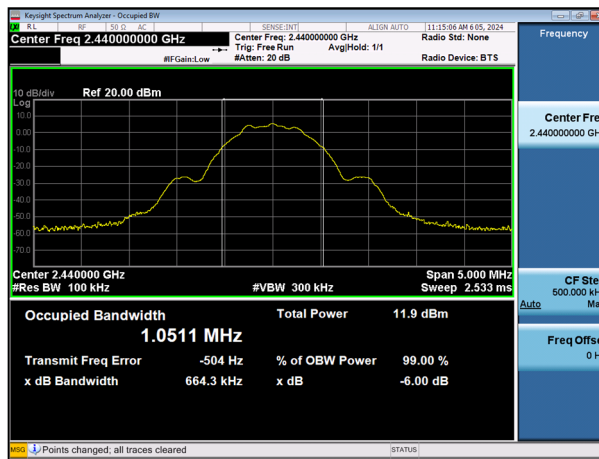 Keysight Spectrum Analyzer - Occupied BW
RL RF 50 Ω AC SENSE:INT ALIGN AUTO 11:15:06 AM 6 05, 2024
Center Freq 2.440000000 GHz Center Freq: 2.440000000 GHz Radio Std: None
Trig: Free Run Avg|Hold: 1/1
#IFGain:Low #Atten: 20 dB Radio Device: BTS
Frequency
10 dB/div Ref 20.00 dBm
Log
10.0
0.00
-10.0
-20.0
-30.0
-40.0
-50.0
-60.0
-70.0
Center 2.440000 GHz Span 5.000 MHz
#Res BW 100 kHz #VBW 300 kHz Sweep 2.533 ms
Occupied Bandwidth Total Power 11.9 dBm
1.0511 MHz
Transmit Freq Error -504 Hz % of OBW Power 99.00 %
x dB Bandwidth 664.3 kHz x dB -6.00 dB
Center Fre
2.440000000 GH
CF Ste
500.000 kH
Auto Ma
Freq Offse
0 H
MSG Points changed; all traces cleared STATUS